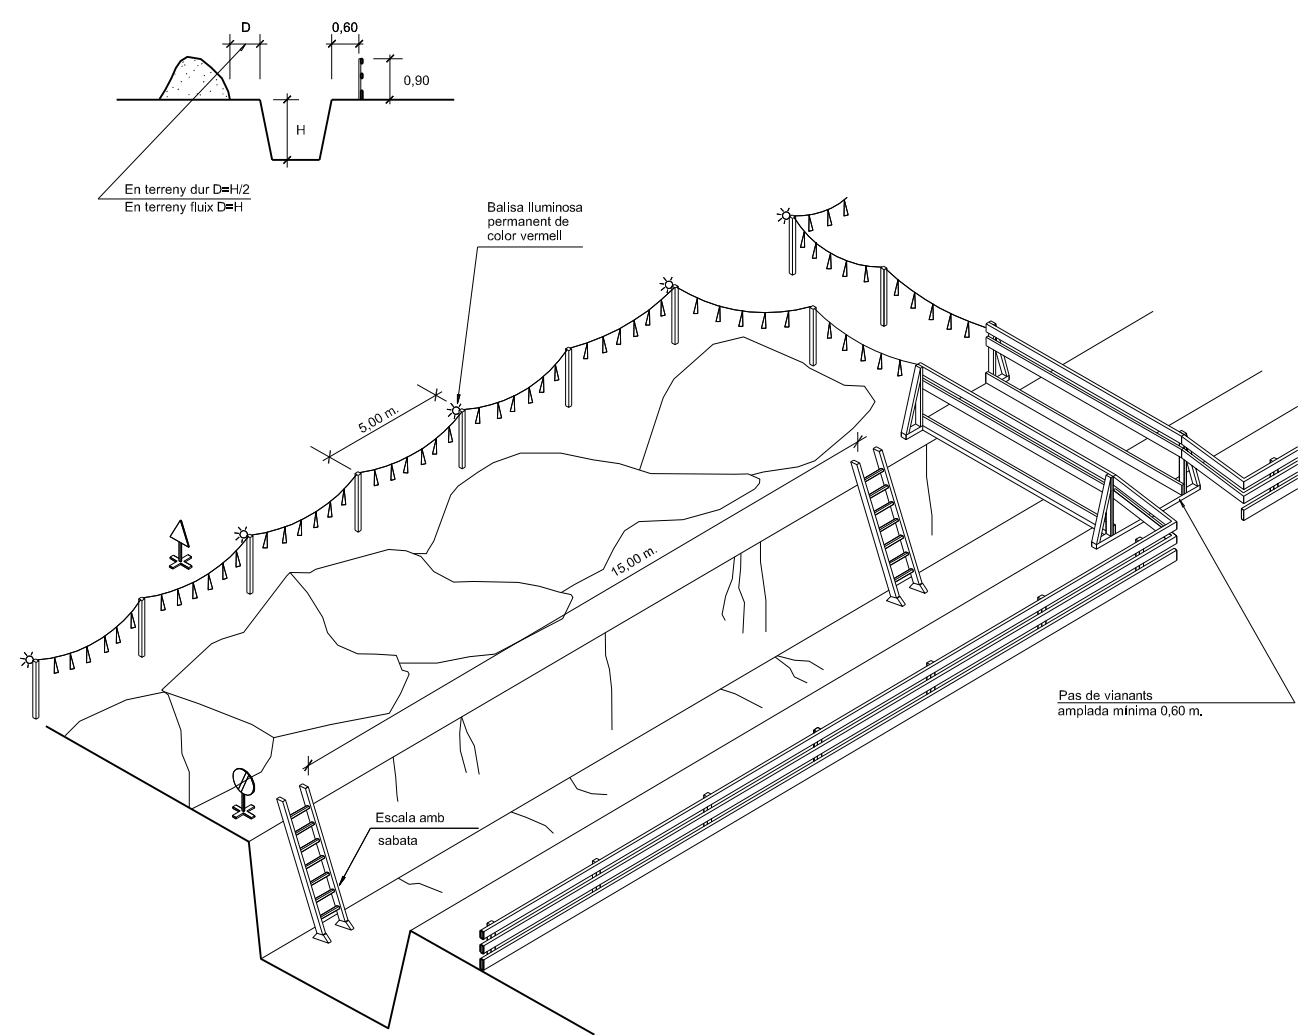 D
0,60
0,90
H
En terreny dur D=H/2
En terreny fluix D=H
Balisa lluminosa
permanent de
color vermell
5,00 m.
15,00 m.
Pas de vianants
amplada mínima 0,60 m.
Escala amb
sabata